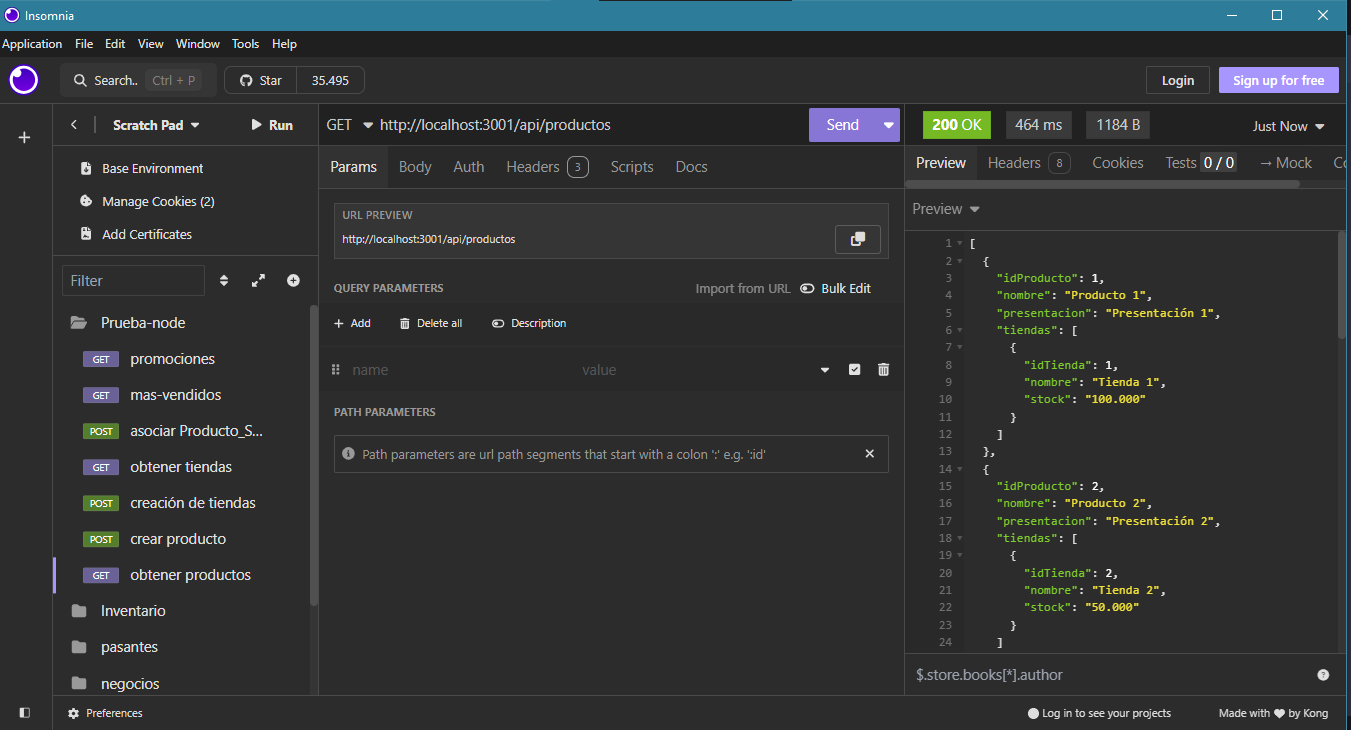 Insomnia
Application File Edit View Window Tools Help
Search.. Ctrl + P Star 35.495 Login Sign up for free
Scratch Pad Run
Base Environment
Manage Cookies (2)
Add Certificates
Filter
Prueba-node
GET promociones
GET mas-vendidos
POST asociar Producto_S...
GET obtener tiendas
POST creación de tiendas
POST crear producto
GET obtener productos
Inventario
pasantes
negocios
GET http://localhost:3001/api/productos Send
Params Body Auth Headers 3 Scripts Docs
URL PREVIEW
http://localhost:3001/api/productos
QUERY PARAMETERS Import from URL Bulk Edit
+ Add Delete all Description
name value
PATH PARAMETERS
Path parameters are url path segments that start with a colon ':' e.g. ':id'
200 OK 464 ms 1184 B Just Now
Preview Headers 8 Cookies Tests 0 / 0 → Mock Co
Preview
1 [
2 {
3 "idProducto": 1,
4 "nombre": "Producto 1",
5 "presentacion": "Presentación 1",
6 "tiendas": [
7 {
8 "idTienda": 1,
9 "nombre": "Tienda 1",
10 "stock": "100.000"
11 }
12 ]
13 },
14 {
15 "idProducto": 2,
16 "nombre": "Producto 2",
17 "presentacion": "Presentación 2",
18 "tiendas": [
19 {
20 "idTienda": 2,
21 "nombre": "Tienda 2",
22 "stock": "50.000"
23 }
24 ]
$.store.books[*].author
Preferences Log in to see your projects Made with ♥ by Kong